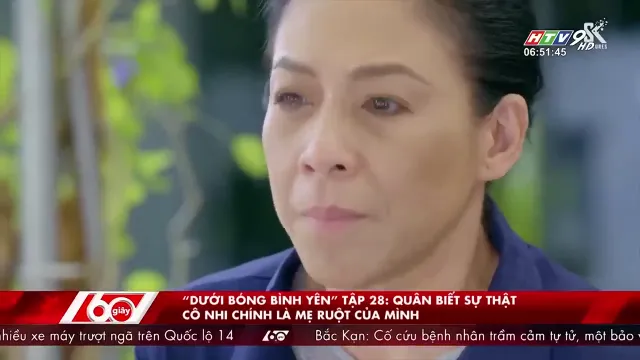 HTV9
HD
SK
URES
06:51:45
60
giây
“DƯỚI BÓNG BÌNH YÊN” TẬP 28: QUÂN BIẾT SỰ THẬT
CÔ NHI CHÍNH LÀ MẸ RUỘT CỦA MÌNH
nhiều xe máy trượt ngã trên Quốc lộ 14 Bắc Kạn: Cố cứu bệnh nhân trầm cảm tự tử, một bảo